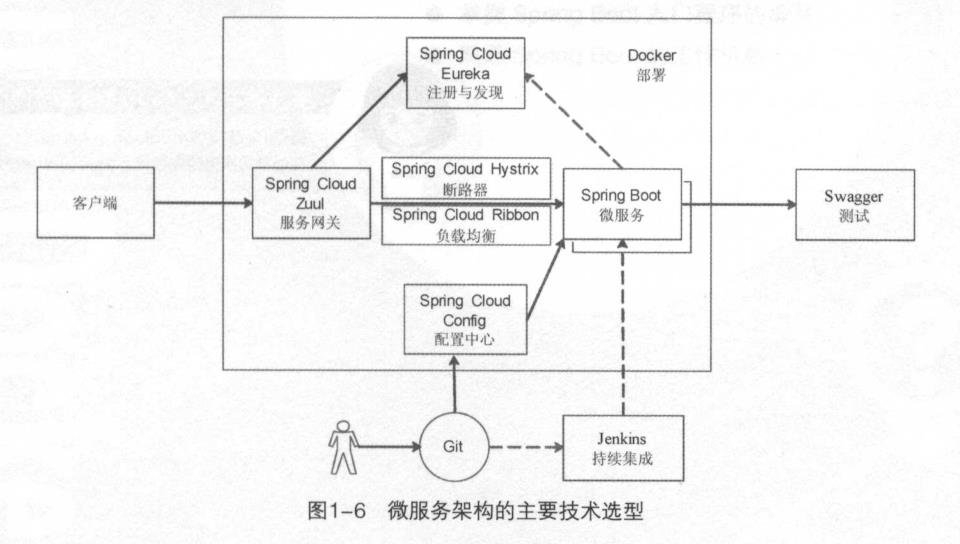 Spring Cloud
Eureka
注册与发现
Docker
部署
客户端
Spring Cloud
Zuul
服务网关
Spring Cloud Hystrix
断路器
Spring Cloud Ribbon
负载均衡
Spring Boot
微服务
Swagger
测试
Spring Cloud
Config
配置中心
Git
Jenkins
持续集成
图1-6 微服务架构的主要技术选型